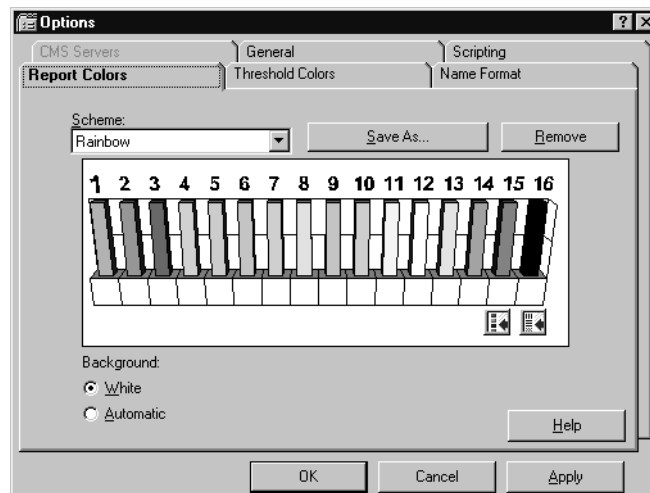 Options
CMS Servers General Scripting
Report Colors Threshold Colors Name Format
Scheme:
Rainbow Save As... Remove
1 2 3 4 5 6 7 8 9 10 11 12 13 14 15 16
Background:
White
Automatic
Help
OK Cancel Apply